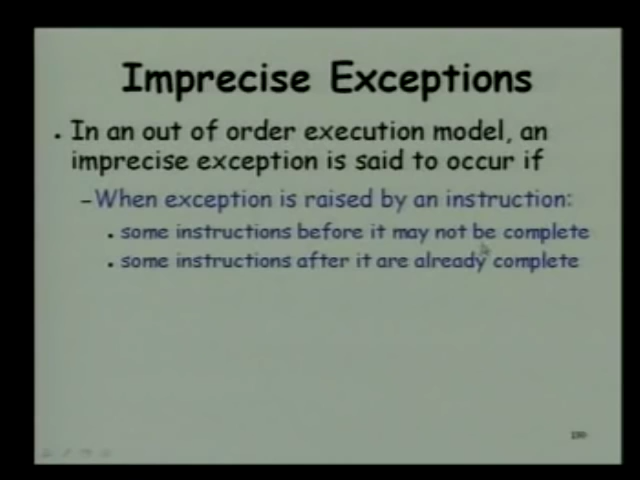 Imprecise Exceptions
. In an out of order execution model, an
imprecise exception is said to occur if
–When exception is raised by an instruction:
. some instructions before it may not be complete
. some instructions after it are already complete